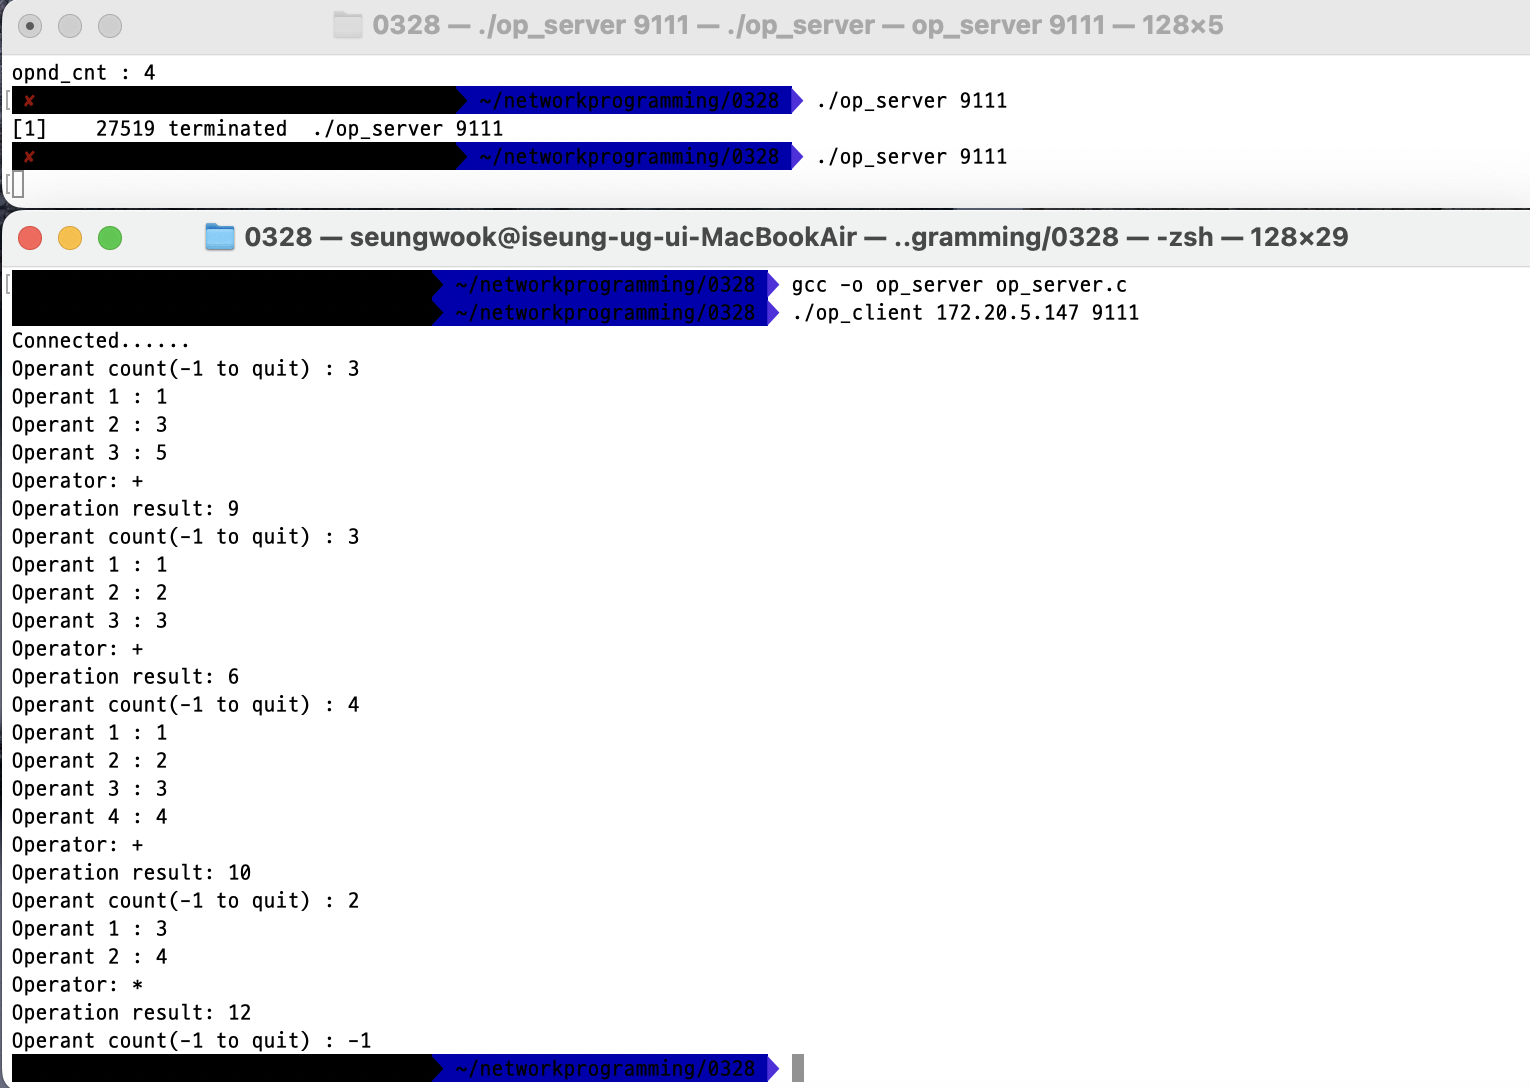 0328 — ./op_server 9111 — ./op_server — op_server 9111 — 128×5
opnd_cnt : 4
[ ✘ ~/networkprogramming/0328 ./op_server 9111
[1]    27519 terminated  ./op_server 9111
✘ ~/networkprogramming/0328 ./op_server 9111
[
0328 — seungwook@iseung-ug-ui-MacBookAir — ..gramming/0328 — -zsh — 128×29
[ ~/networkprogramming/0328 gcc -o op_server op_server.c
~/networkprogramming/0328 ./op_client 172.20.5.147 9111
Connected......
Operant count(-1 to quit) : 3
Operant 1 : 1
Operant 2 : 3
Operant 3 : 5
Operator: +
Operation result: 9
Operant count(-1 to quit) : 3
Operant 1 : 1
Operant 2 : 2
Operant 3 : 3
Operator: +
Operation result: 6
Operant count(-1 to quit) : 4
Operant 1 : 1
Operant 2 : 2
Operant 3 : 3
Operant 4 : 4
Operator: +
Operation result: 10
Operant count(-1 to quit) : 2
Operant 1 : 3
Operant 2 : 4
Operator: *
Operation result: 12
Operant count(-1 to quit) : -1
~/networkprogramming/0328